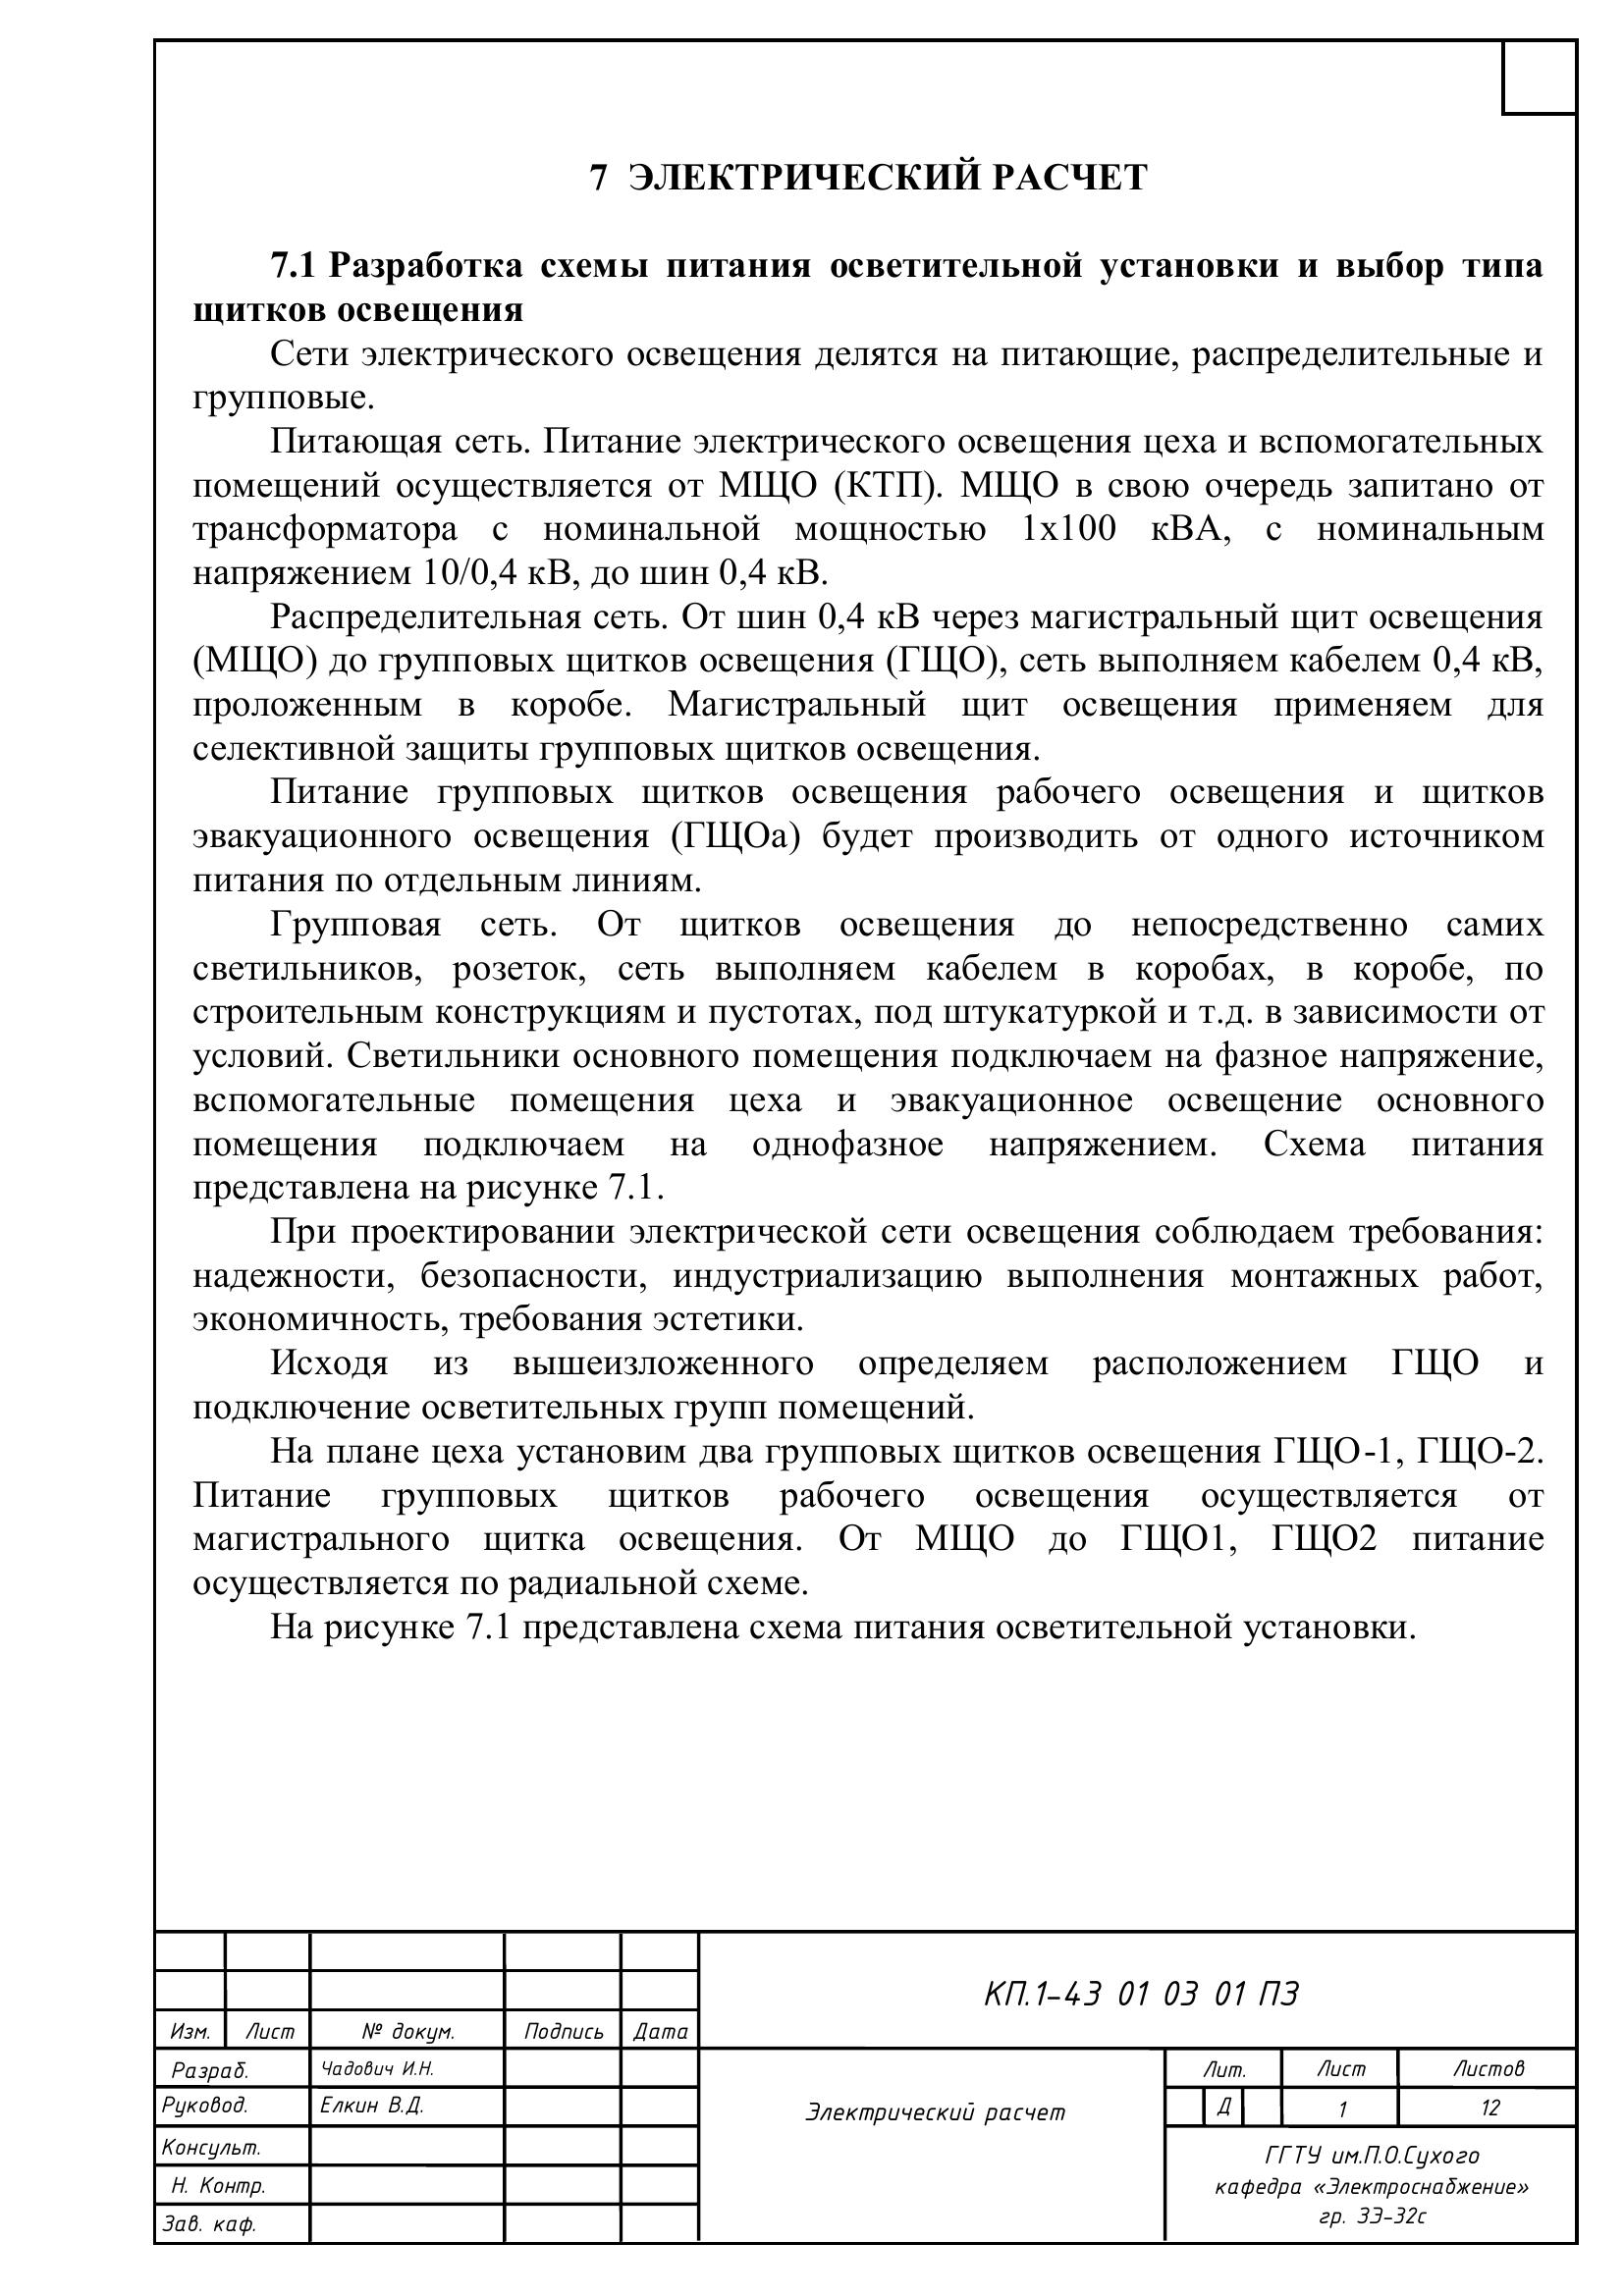 7 ЭЛЕКТРИЧЕСКИЙ РАСЧЕТ
7.1 Разработка схемы питания осветительной установки и выбор типа
щитков освещения
Сети электрического освещения делятся на питающие, распределительные и
групповые.
Питающая сеть. Питание электрического освещения цеха и вспомогательных
помещений осуществляется от МЩО (КТП). МЩО в свою очередь запитано от
трансформатора с номинальной мощностью 1х100 кВА, с номинальным
напряжением 10/0,4 кВ, до шин 0,4 кВ.
Распределительная сеть. От шин 0,4 кВ через магистральный щит освещения
(МЩО) до групповых щитков освещения (ГЩО), сеть выполняем кабелем 0,4 кВ,
проложенным в коробе. Магистральный щит освещения применяем для
селективной защиты групповых щитков освещения.
Питание групповых щитков освещения рабочего освещения и щитков
эвакуационного освещения (ГЩОа) будет производить от одного источником
питания по отдельным линиям.
Групповая сеть. От щитков освещения до непосредственно самих
светильников, розеток, сеть выполняем кабелем в коробах, в коробе, по
строительным конструкциям и пустотах, под штукатуркой и т.д. в зависимости от
условий. Светильники основного помещения подключаем на фазное напряжение,
вспомогательные помещения цеха и эвакуационное освещение основного
помещения подключаем на однофазное напряжением. Схема питания
представлена на рисунке 7.1.
При проектировании электрической сети освещения соблюдаем требования:
надежности, безопасности, индустриализацию выполнения монтажных работ,
экономичность, требования эстетики.
Исходя из вышеизложенного определяем расположением ГЩО и
подключение осветительных групп помещений.
На плане цеха установим два групповых щитков освещения ГЩО-1, ГЩО-2.
Питание групповых щитков рабочего освещения осуществляется от
магистрального щитка освещения. От МЩО до ГЩО1, ГЩО2 питание
осуществляется по радиальной схеме.
На рисунке 7.1 представлена схема питания осветительной установки.
КП.1-43 01 03 01 ПЗ
Изм. Лист № докум. Подпись Дата
Разраб. Чадович И.Н.
Руковод. Елкин В.Д.
Консульт.
Н. Контр.
Зав. каф.
Электрический расчет
Лит. Лист Листов
Д 1 12
ГГТУ им.П.О.Сухого
кафедра «Электроснабжение»
гр. ЗЭ-32с